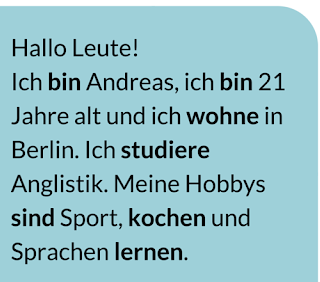 Hallo Leute!
Ich bin Andreas, ich bin 21
Jahre alt und ich wohne in
Berlin. Ich studiere
Anglistik. Meine Hobbys
sind Sport, kochen und
Sprachen lernen.